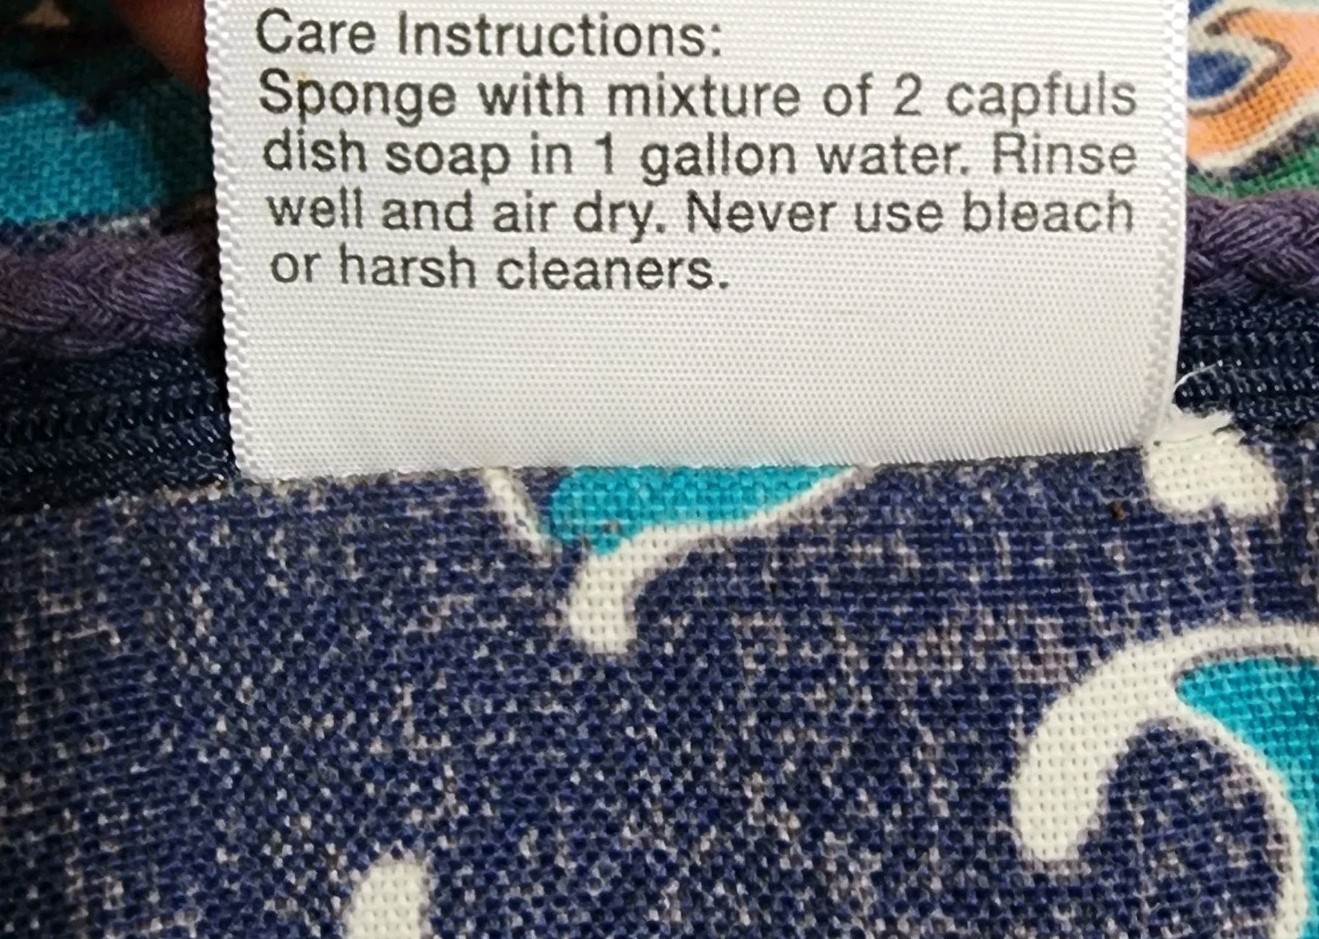 Care Instructions:
Sponge with mixture of 2 capfuls
dish soap in 1 gallon water. Rinse
well and air dry. Never use bleach
or harsh cleaners.